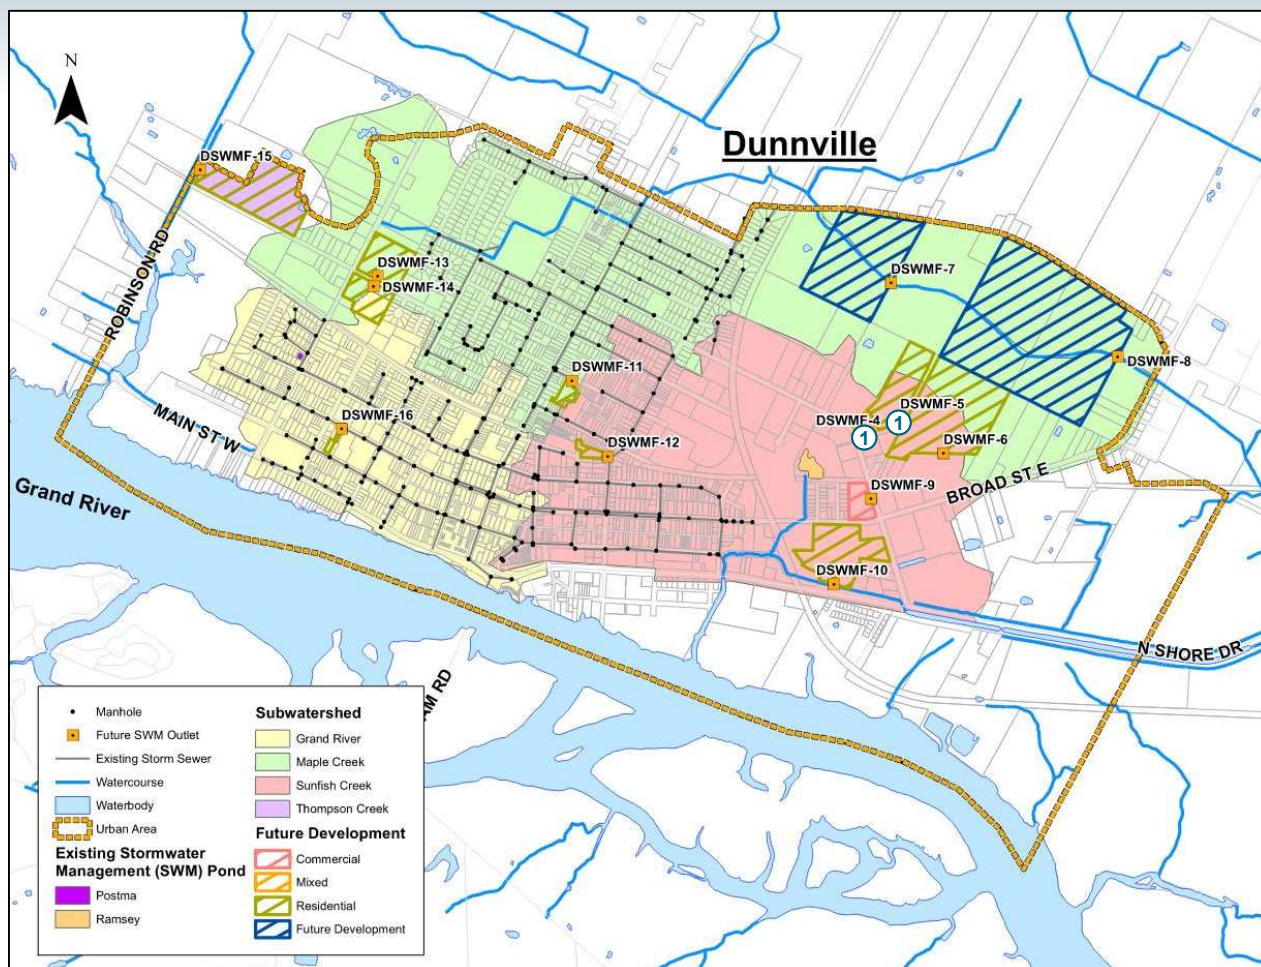 N
Dunnville
DSWMF-15
ROBINSON RD
DSWMF-13
DSWMF-14
DSWMF-7
DSWMF-8
DSWMF-11
DSWMF-5
DSWMF-4
1
1
DSWMF-16
MAIN ST W
DSWMF-12
DSWMF-6
BROAD ST E
DSWMF-9
Grand River
DSWMF-10
N SHORE DR
AM RD
Manhole
Future SWM Outlet
Existing Storm Sewer
Watercourse
Waterbody
Urban Area
Existing Stormwater
Management (SWM) Pond
Postma
Ramsey
Subwatershed
Grand River
Maple Creek
Sunfish Creek
Thompson Creek
Future Development
Commercial
Mixed
Residential
Future Development